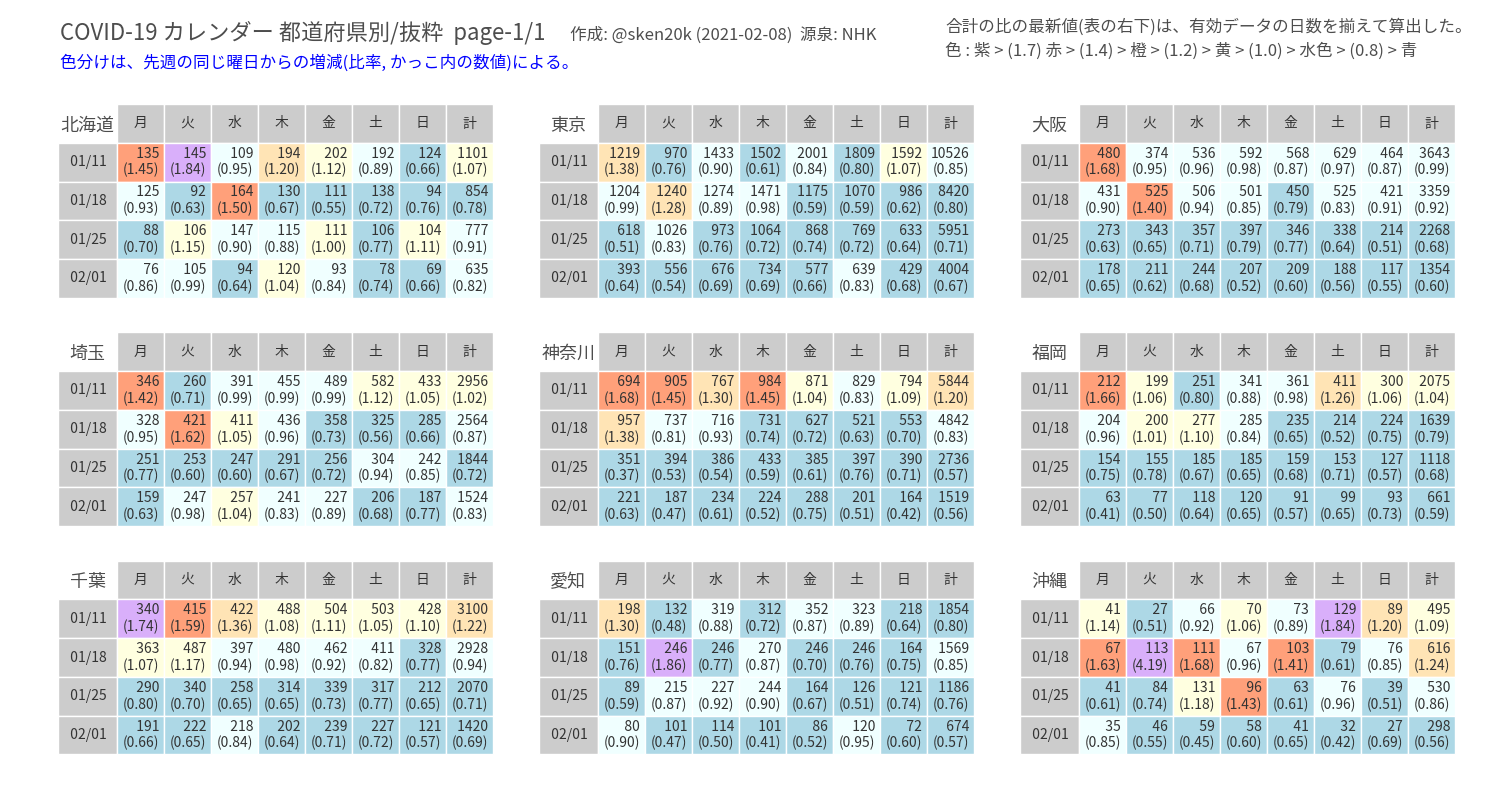 COVID-19 カレンダー 都道府県別/抜粋 page-1/1 作成: @sken20k (2021-02-08) 源泉: NHK
合計の比の最新値(表の右下)は、有効データの日数を揃えて算出した。
色分けは、先週の同じ曜日からの増減(比率, かっこ内の数値)による。
色 : 紫 > (1.7) 赤 > (1.4) > 橙 > (1.2) > 黄 > (1.0) > 水色 > (0.8) > 青
北海道 月 火 水 木 金 土 日 計
01/11 135 145 109 194 202 192 124 1101
(1.45) (1.84) (0.95) (1.20) (1.12) (0.89) (0.66) (1.07)
01/18 125 92 164 130 111 138 94 854
(0.93) (0.63) (1.50) (0.67) (0.55) (0.72) (0.76) (0.78)
01/25 88 106 147 115 111 106 104 777
(0.70) (1.15) (0.90) (0.88) (1.00) (0.77) (1.11) (0.91)
02/01 76 105 94 120 93 78 69 635
(0.86) (0.99) (0.64) (1.04) (0.84) (0.74) (0.66) (0.82)
東京 月 火 水 木 金 土 日 計
01/11 1219 970 1433 1502 2001 1809 1592 10526
(1.38) (0.76) (0.90) (0.61) (0.84) (0.80) (1.07) (0.85)
01/18 1204 1240 1274 1471 1175 1070 986 8420
(0.99) (1.28) (0.89) (0.98) (0.59) (0.59) (0.62) (0.80)
01/25 618 1026 973 1064 868 769 633 5951
(0.51) (0.83) (0.76) (0.72) (0.74) (0.72) (0.64) (0.71)
02/01 393 556 676 734 577 639 429 4004
(0.64) (0.54) (0.69) (0.69) (0.66) (0.83) (0.68) (0.67)
大阪 月 火 水 木 金 土 日 計
01/11 480 374 536 592 568 629 464 3643
(1.68) (0.95) (0.96) (0.98) (0.87) (0.97) (0.87) (0.99)
01/18 431 525 506 501 450 525 421 3359
(0.90) (1.40) (0.94) (0.85) (0.79) (0.83) (0.91) (0.92)
01/25 273 343 357 397 346 338 214 2268
(0.63) (0.65) (0.71) (0.79) (0.77) (0.64) (0.51) (0.68)
02/01 178 211 244 207 209 188 117 1354
(0.65) (0.62) (0.68) (0.52) (0.60) (0.56) (0.55) (0.60)
埼玉 月 火 水 木 金 土 日 計
01/11 346 260 391 455 489 582 433 2956
(1.42) (0.71) (0.99) (0.99) (0.99) (1.12) (1.05) (1.02)
01/18 328 421 411 436 358 325 285 2564
(0.95) (1.62) (1.05) (0.96) (0.73) (0.56) (0.66) (0.87)
01/25 251 253 247 291 256 304 242 1844
(0.77) (0.60) (0.60) (0.67) (0.72) (0.94) (0.85) (0.72)
02/01 159 247 257 241 227 206 187 1524
(0.63) (0.98) (1.04) (0.83) (0.89) (0.68) (0.77) (0.83)
神奈川 月 火 水 木 金 土 日 計
01/11 694 905 767 984 871 829 794 5844
(1.68) (1.45) (1.30) (1.45) (1.04) (0.83) (1.09) (1.20)
01/18 957 737 716 731 627 521 553 4842
(1.38) (0.81) (0.93) (0.74) (0.72) (0.63) (0.70) (0.83)
01/25 351 394 386 433 385 397 390 2736
(0.37) (0.53) (0.54) (0.59) (0.61) (0.76) (0.71) (0.57)
02/01 221 187 234 224 288 201 164 1519
(0.63) (0.47) (0.61) (0.52) (0.75) (0.51) (0.42) (0.56)
福岡 月 火 水 木 金 土 日 計
01/11 212 199 251 341 361 411 300 2075
(1.66) (1.06) (0.80) (0.88) (0.98) (1.26) (1.06) (1.04)
01/18 204 200 277 285 235 214 224 1639
(0.96) (1.01) (1.10) (0.84) (0.65) (0.52) (0.75) (0.79)
01/25 154 155 185 185 159 153 127 1118
(0.75) (0.78) (0.67) (0.65) (0.68) (0.71) (0.57) (0.68)
02/01 63 77 118 120 91 99 93 661
(0.41) (0.50) (0.64) (0.65) (0.57) (0.65) (0.73) (0.59)
千葉 月 火 水 木 金 土 日 計
01/11 340 415 422 488 504 503 428 3100
(1.74) (1.59) (1.36) (1.08) (1.11) (1.05) (1.10) (1.22)
01/18 363 487 397 480 462 411 328 2928
(1.07) (1.17) (0.94) (0.98) (0.92) (0.82) (0.77) (0.94)
01/25 290 340 258 314 339 317 212 2070
(0.80) (0.70) (0.65) (0.65) (0.73) (0.77) (0.65) (0.71)
02/01 191 222 218 202 239 227 121 1420
(0.66) (0.65) (0.84) (0.64) (0.71) (0.72) (0.57) (0.69)
愛知 月 火 水 木 金 土 日 計
01/11 198 132 319 312 352 323 218 1854
(1.30) (0.48) (0.88) (0.72) (0.87) (0.89) (0.64) (0.80)
01/18 151 246 246 270 246 246 164 1569
(0.76) (1.86) (0.77) (0.87) (0.70) (0.76) (0.75) (0.85)
01/25 89 215 227 244 164 126 121 1186
(0.59) (0.87) (0.92) (0.90) (0.67) (0.51) (0.74) (0.76)
02/01 80 101 114 101 86 120 72 674
(0.90) (0.47) (0.50) (0.41) (0.52) (0.95) (0.60) (0.57)
沖縄 月 火 水 木 金 土 日 計
01/11 41 27 66 70 73 129 89 495
(1.14) (0.51) (0.92) (1.06) (0.89) (1.84) (1.20) (1.09)
01/18 67 113 111 67 103 79 76 616
(1.63) (4.19) (1.68) (0.96) (1.41) (0.61) (0.85) (1.24)
01/25 41 84 131 96 63 76 39 530
(0.61) (0.74) (1.18) (1.43) (0.61) (0.96) (0.51) (0.86)
02/01 35 46 59 58 41 32 27 298
(0.85) (0.55) (0.45) (0.60) (0.65) (0.42) (0.69) (0.56)